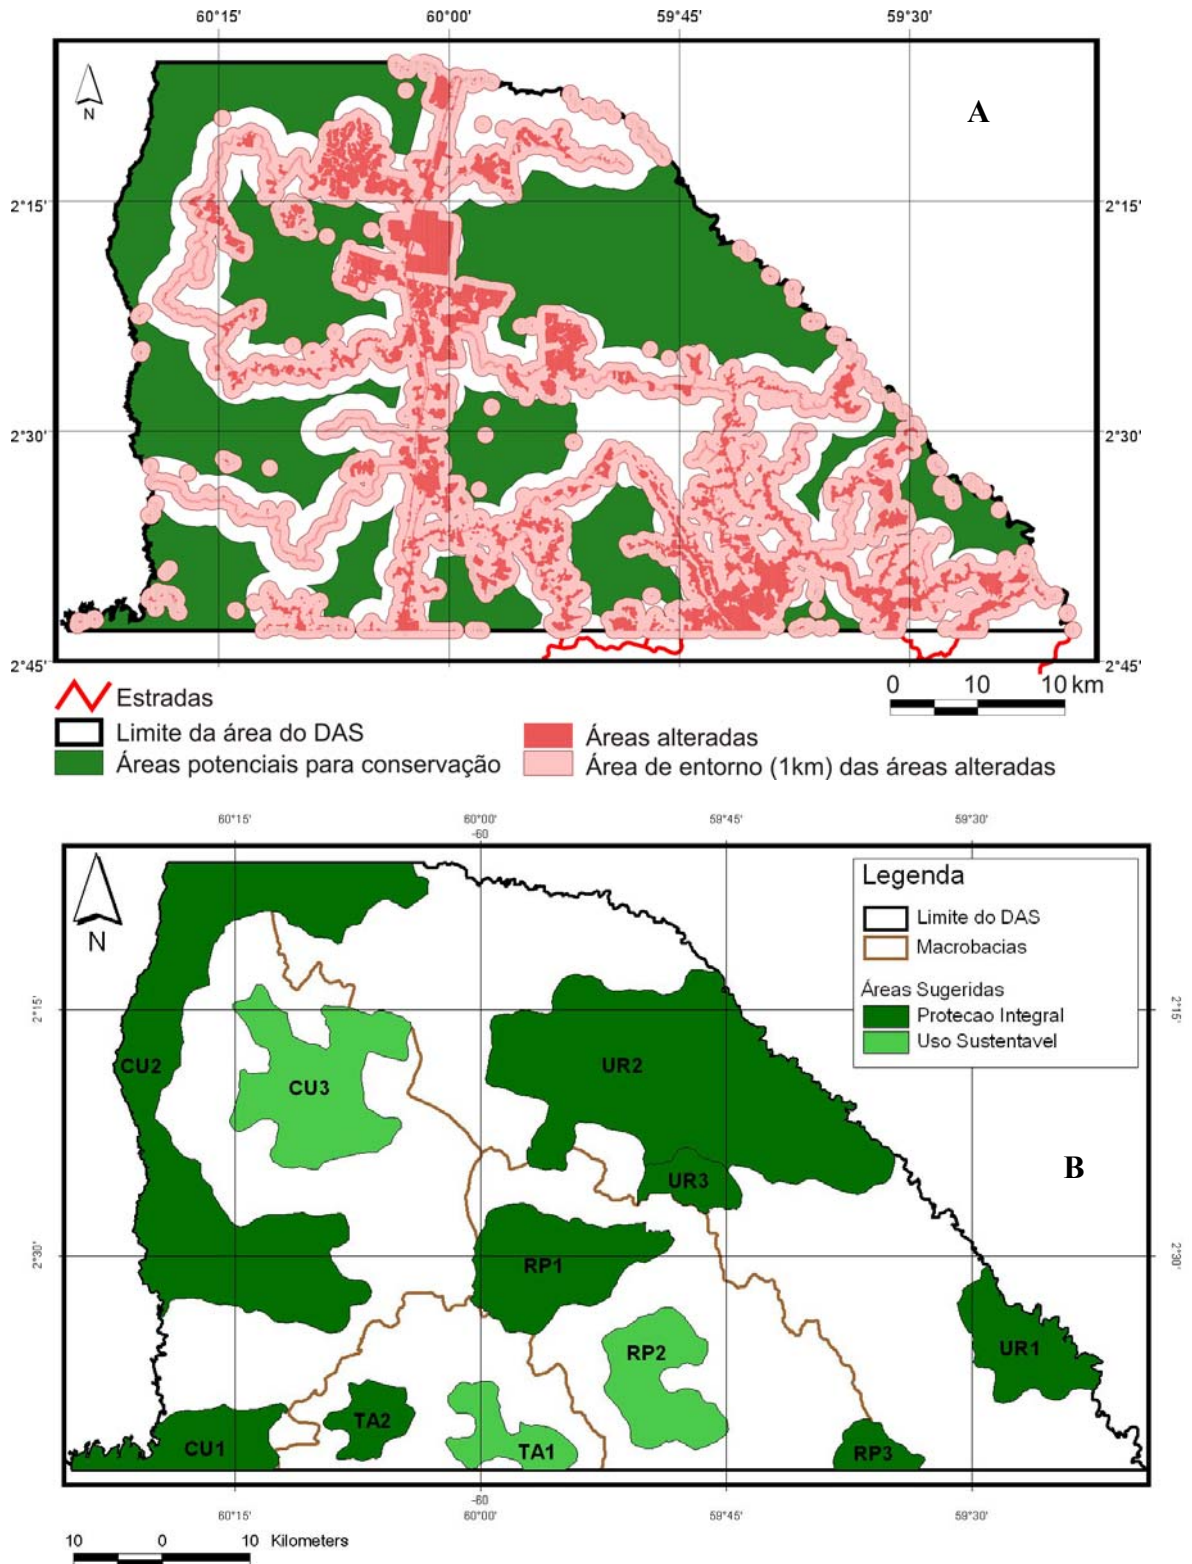 60°15' 60°00' 59°45' 59°30'
A
N
2°15' 2°15'
2°30' 2°30'
2°45' 2°45'
0 10 10 km
Estradas
Limite da área do DAS
Áreas alteradas
Áreas potenciais para conservação
Área de entorno (1km) das áreas alteradas
60°15' 60°00' 59°45' 59°30'
-60
N
Legenda
Limite do DAS
Macrobacias
Áreas Sugeridas
Protecao Integral
Uso Sustentavel
2°15' 2°15'
CU2
CU3
UR2
B
UR3
2°30' 2°30'
RP1
UR1
RP2
TA2
CU1
TA1
RP3
-60
60°15' 60°00' 59°45' 59°30'
10 0 10 Kilometers